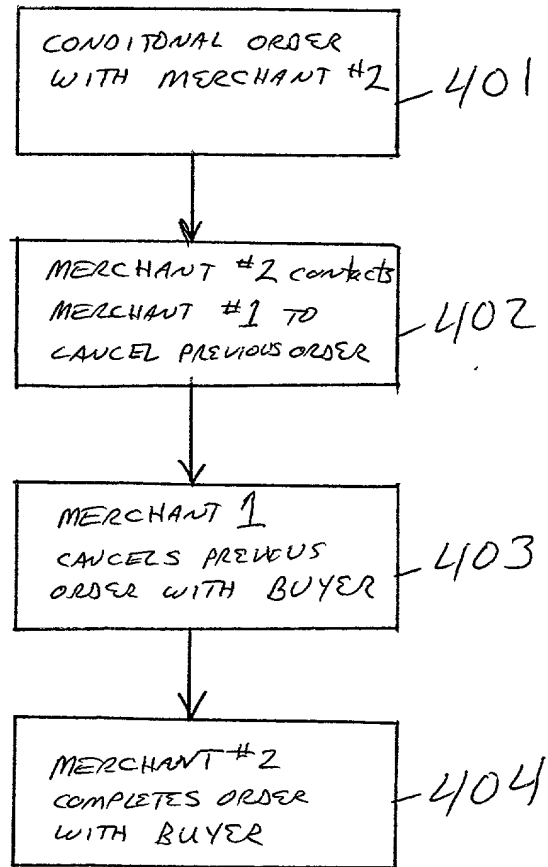 CONDITONAL ORDER
WITH MERCHANT #2
401
MERCHANT #2 contacts
MERCHANT #1 TO
CANCEL PREVIOUS ORDER
402
MERCHANT 1
CANCELS PREVEUS
ORDER WITH BUYER
403
MERCHANT #2
COMPLETES ORDER
WITH BUYER
404